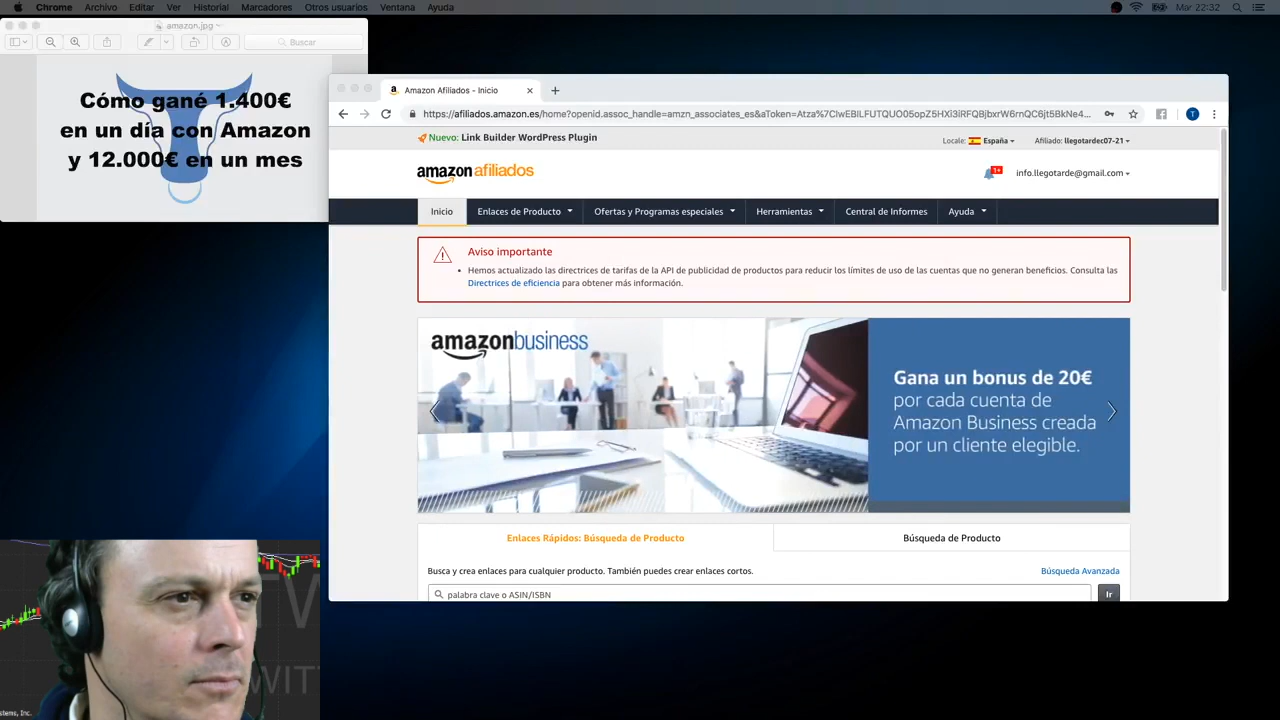 Chrome Archivo Editar Ver Historial Marcadores Otros usuarios Ventana Ayuda Mar 22:32
amazon.jpg
Buscar
Cómo gané 1.400€
en un día con Amazon
y 12.000€ en un mes
Amazon Afiliados - Inicio
https://afiliados.amazon.es/home?openid.assoc_handle=amzn_associates_es&aToken=Atza%7CIwEBILFUTQUO05opZ5HXi3iRFQBjbxrW6rnQC6jt5BkNe4...
T
Nuevo: Link Builder WordPress Plugin
Locale: España Afiliado: llegotardec07-21
amazon afiliados
1+
info.llegotarde@gmail.com
Inicio Enlaces de Producto Ofertas y Programas especiales Herramientas Central de Informes Ayuda
Aviso importante
• Hemos actualizado las directrices de tarifas de la API de publicidad de productos para reducir los límites de uso de las cuentas que no generan beneficios. Consulta las
Directrices de eficiencia para obtener más información.
amazonbusiness
Gana un bonus de 20€
por cada cuenta de
Amazon Business creada
por un cliente elegible.
Enlaces Rápidos: Búsqueda de Producto
Búsqueda de Producto
Busca y crea enlaces para cualquier producto. También puedes crear enlaces cortos.
Búsqueda Avanzada
palabra clave o ASIN/ISBN
Ir
TV
WITT
stems, Inc.